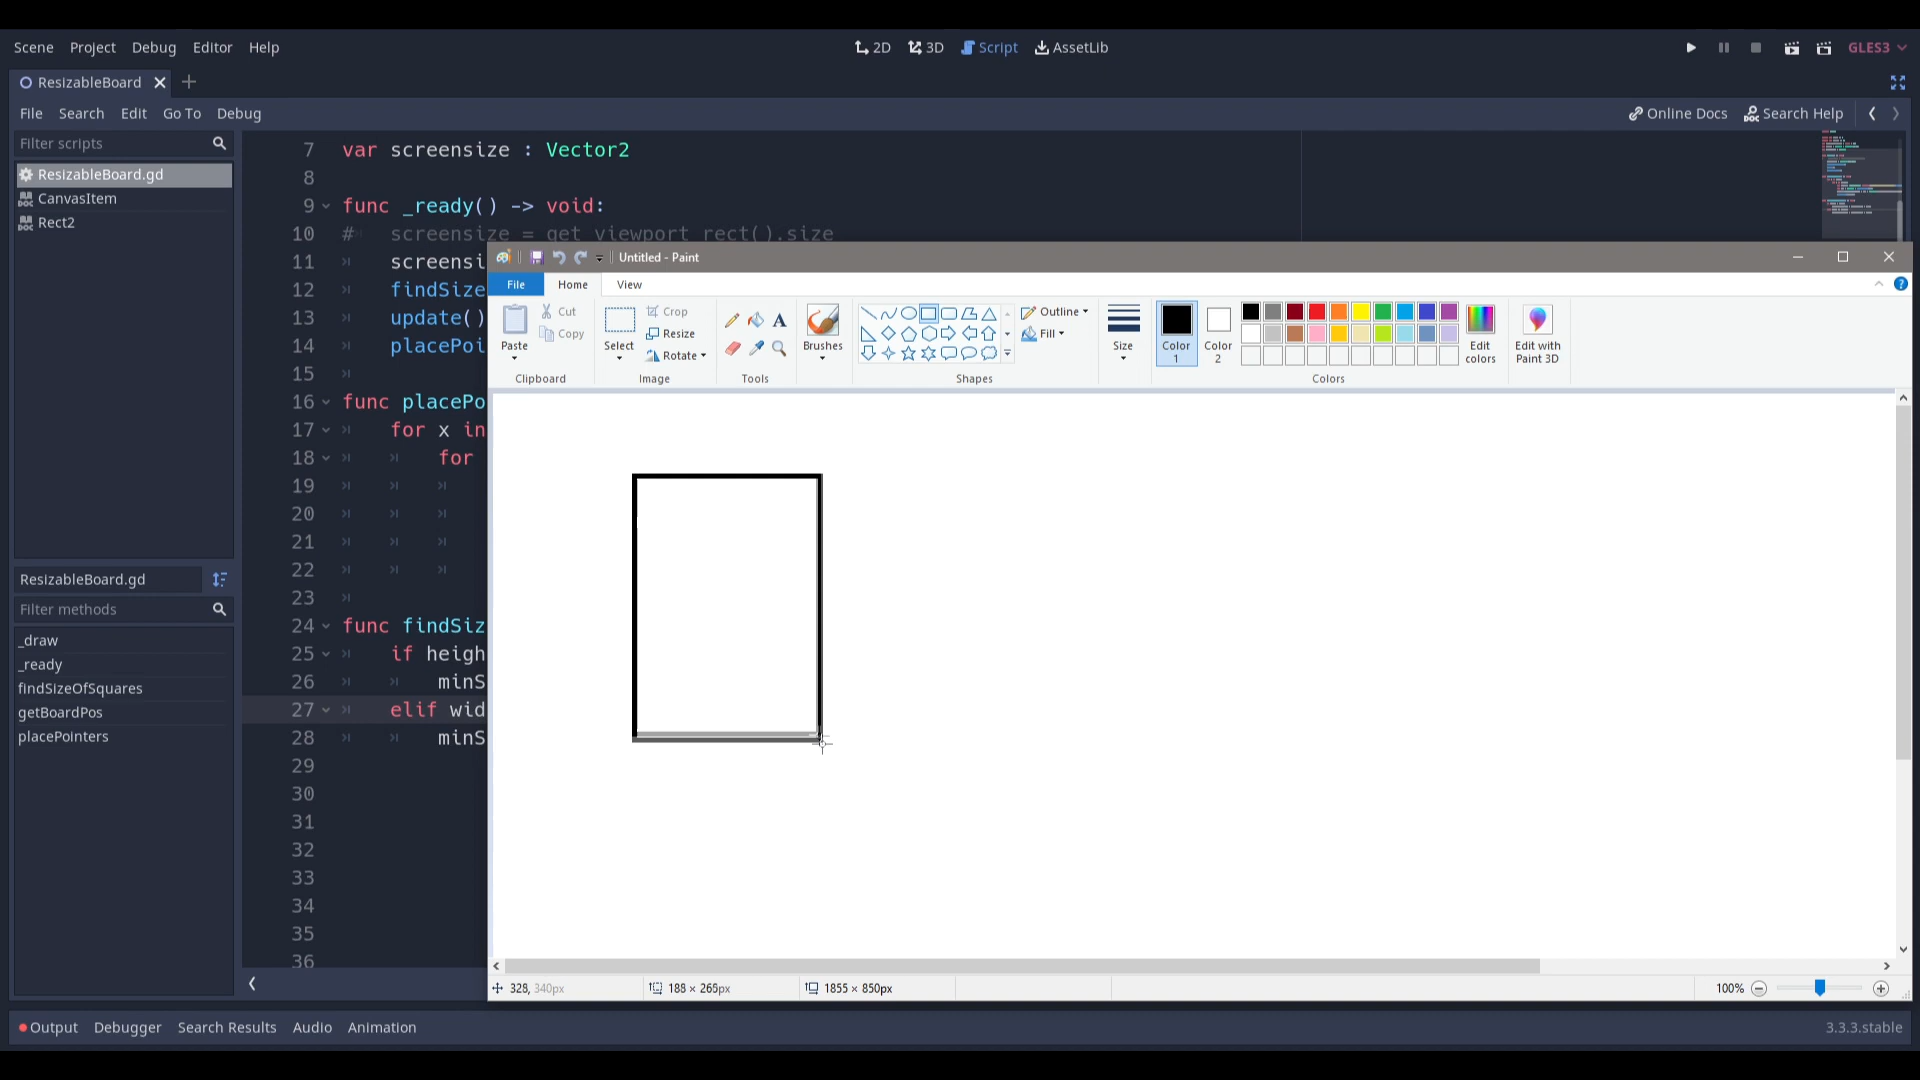 Scene Project Debug Editor Help 2D 3D Script AssetLib GLES3
ResizableBoard
File Search Edit Go To Debug Online Docs Search Help
Filter scripts
ResizableBoard.gd
CanvasItem
Rect2
ResizableBoard.gd
Filter methods
_draw
_ready
findSizeOfSquares
getBoardPos
placePointers
7 var screensize : Vector2
8
9 func _ready() -> void:
10 # screensize = get_viewport_rect().size
11 screensi
12 findSize
13 update()
14 placePoi
15
16 func placePo
17 for x in
18 for
19
20
21
22
23
24 func findSiz
25 if heigh
26 minS
27 elif wid
28 minS
29
30
31
32
33
34
35
36
Untitled - Paint
File Home View
Paste
Cut
Copy
Clipboard
Select
Crop
Resize
Rotate
Image
A
Tools
Brushes
Shapes
Outline
Fill
Size
Color 1
Color 2
Colors
Edit colors
Edit with Paint 3D
328, 340px 188 × 265px 1855 × 850px 100%
Output Debugger Search Results Audio Animation 3.3.3.stable